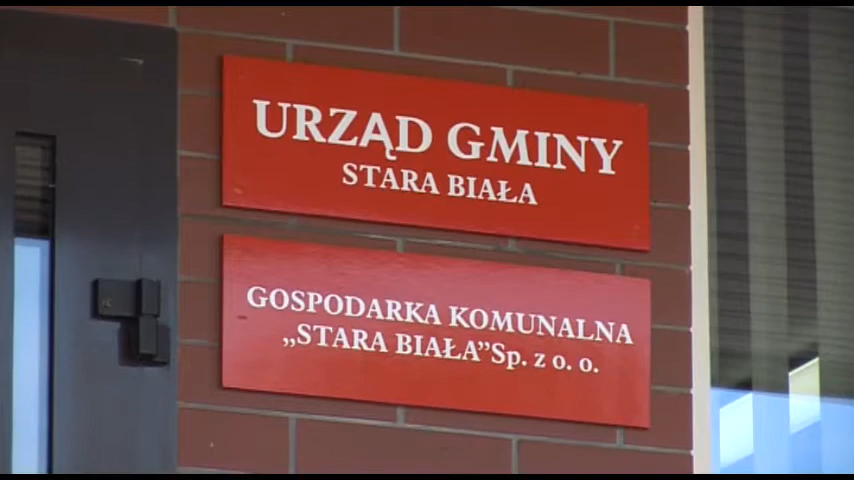 URZĄD GMINY
STARA BIAŁA
GOSPODARKA KOMUNALNA
„STARA BIAŁA”Sp. z o. o.